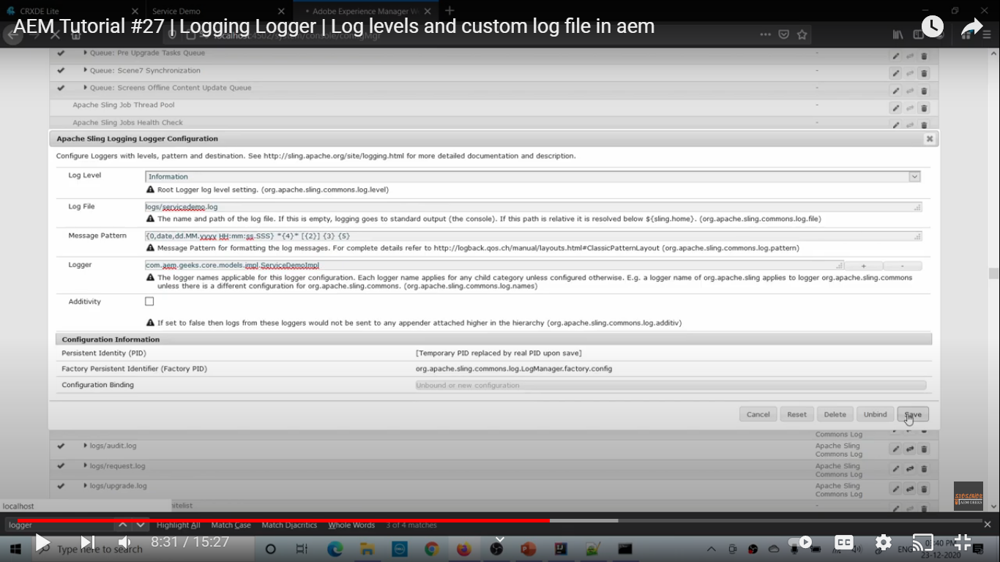 CRXDE Lite
Service Demo
Adobe Experience Manager W
AEM Tutorial #27 | Logging Logger | Log levels and custom log file in aem
Queue: Pre Upgrade Tasks Queue -
Queue: Scene7 Synchronization -
Queue: Screens Offline Content Update Queue -
Apache Sling Job Thread Pool -
Apache Sling Jobs Health Check -
Apache Sling Logging Logger Configuration
Configure Loggers with levels, pattern and destination. See http://sling.apache.org/site/logging.html for more detailed documentation and description.
Log Level Information
Root Logger log level setting. (org.apache.sling.commons.log.level)
Log File logs/servicedemo.log
The name and path of the log file. If this is empty, logging goes to standard output (the console). If this path is relative it is resolved below ${sling.home}. (org.apache.sling.commons.log.file)
Message Pattern {0,date,dd.MM.yyyy HH:mm:ss.SSS} *{4}* [{2}] {3} {5}
Message Pattern for formatting the log messages. For complete details refer to http://logback.qos.ch/manual/layouts.html#ClassicPatternLayout (org.apache.sling.commons.log.pattern)
Logger com.aem.geeks.core.models.impl.ServiceDemoImpl + -
The logger names applicable for this logger configuration. Each logger name applies for any child category unless configured otherwise. E.g. a logger name of org.apache.sling applies to logger org.apache.sling.commons
unless there is a different configuration for org.apache.sling.commons. (org.apache.sling.commons.log.names)
Additivity
If set to false then logs from these loggers would not be sent to any appender attached higher in the hierarchy (org.apache.sling.commons.log.additiv)
Configuration Information
Persistent Identity (PID) [Temporary PID replaced by real PID upon save]
Factory Persistent Identifier (Factory PID) org.apache.sling.commons.log.LogManager.factory.config
Configuration Binding Unbound or new configuration
Cancel Reset Delete Unbind Save
Commons Log
logs/audit.log Apache Sling
Commons Log
logs/request.log Apache Sling
Commons Log
logs/upgrade.log Apache Sling
Commons Log
SUBSCRIBE
AEM GEEKS
localhost
hitelist -
logger Highlight All Match Case Match Diacritics Whole Words 3 of 4 matches
8:31 / 15:27
Type here to search
CC
ENG
03:40 PM
23-12-2020